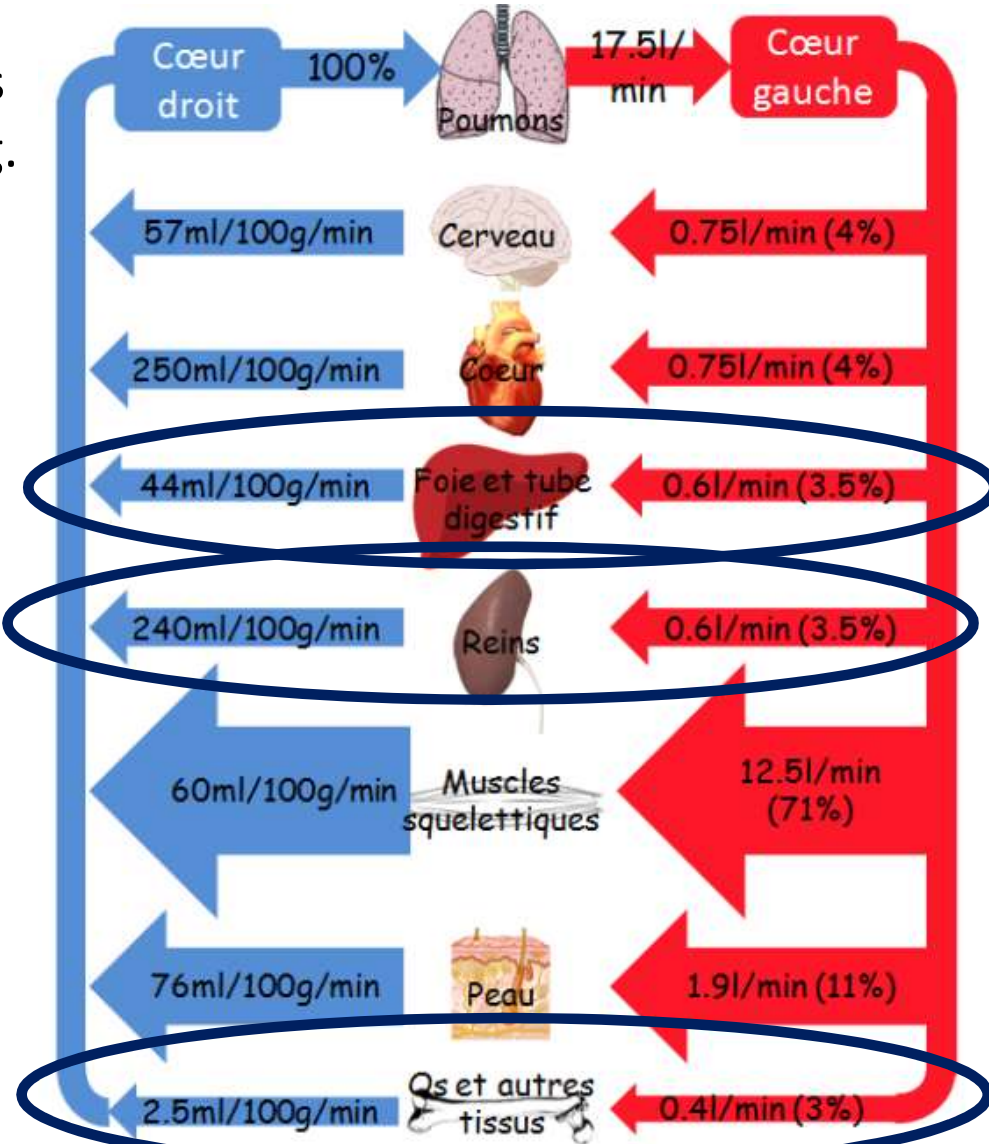 s
g.
Cœur
droit
100%
Poumons
17.5l/
min
Cœur
gauche
57ml/100g/min
Cerveau
0.75l/min (4%)
250ml/100g/min
Coeur
0.75l/min (4%)
44ml/100g/min
Foie et tube
digestif
0.6l/min (3.5%)
240ml/100g/min
Reins
0.6l/min (3.5%)
60ml/100g/min
Muscles
squelettiques
12.5l/min
(71%)
76ml/100g/min
Peau
1.9l/min (11%)
2.5ml/100g/min
Os et autres
tissus
0.4l/min (3%)